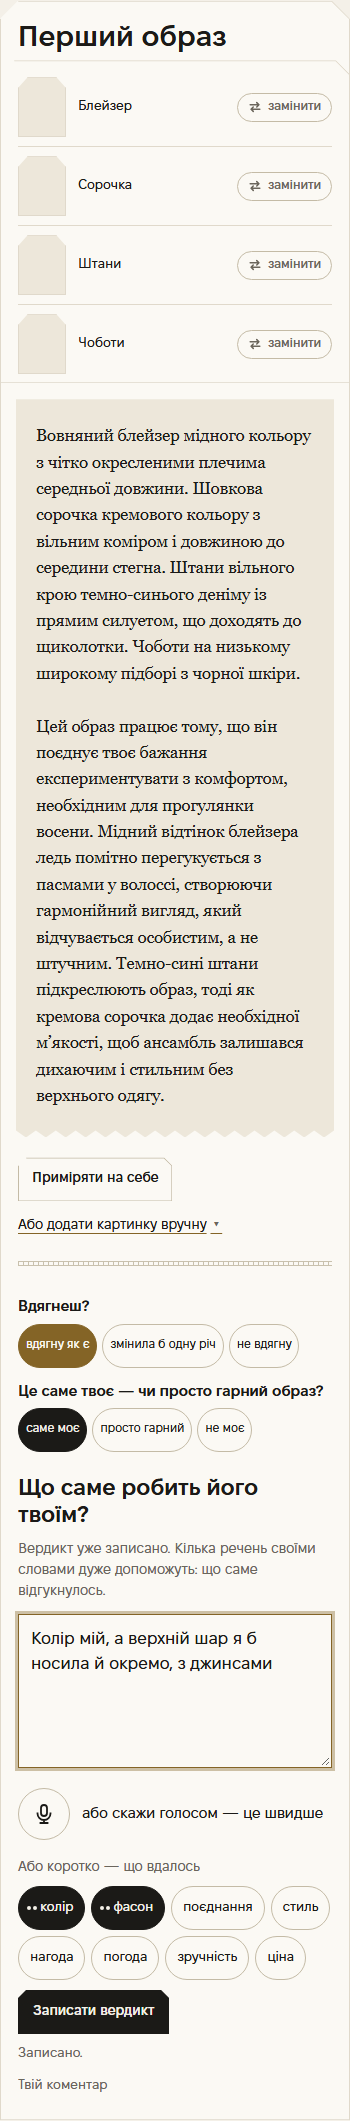 Перший образ
Блейзер
замінити
Сорочка
замінити
Штани
замінити
Чоботи
замінити
Вовняний блейзер мідного кольору
з чітко окресленими плечима
середньої довжини. Шовкова
сорочка кремового кольору з
вільним коміром і довжиною до
середини стегна. Штани вільного
крою темно-синього деніму із
прямим силуетом, що доходять до
щиколотки. Чоботи на низькому
широкому підборі з чорної шкіри.
Цей образ працює тому, що він
поєднує твоє бажання
експериментувати з комфортом,
необхідним для прогулянки
восени. Мідний відтінок блейзера
ледь помітно перегукується з
пасмами у волоссі, створюючи
гармонійний вигляд, який
відчувається особистим, а не
штучним. Темно-сині штани
підкреслюють образ, тоді як
кремова сорочка додає необхідної
м’якості, щоб ансамбль залишався
дихаючим і стильним без
верхнього одягу.
Приміряти на себе
Або додати картинку вручну
Вдягнеш?
вдягну як є
змінила б одну річ
не вдягну
Це саме твоє — чи просто гарний образ?
саме моє
просто гарний
не моє
Що саме робить його
твоїм?
Вердикт уже записано. Кілька речень своїми
словами дуже допоможуть: що саме
відгукнулось.
Колір мій, а верхній шар я б
носила й окремо, з джинсами
або скажи голосом — це швидше
Або коротко — що вдалось
колір
фасон
поєднання
стиль
нагода
погода
зручність
ціна
Записати вердикт
Записано.
Твій коментар